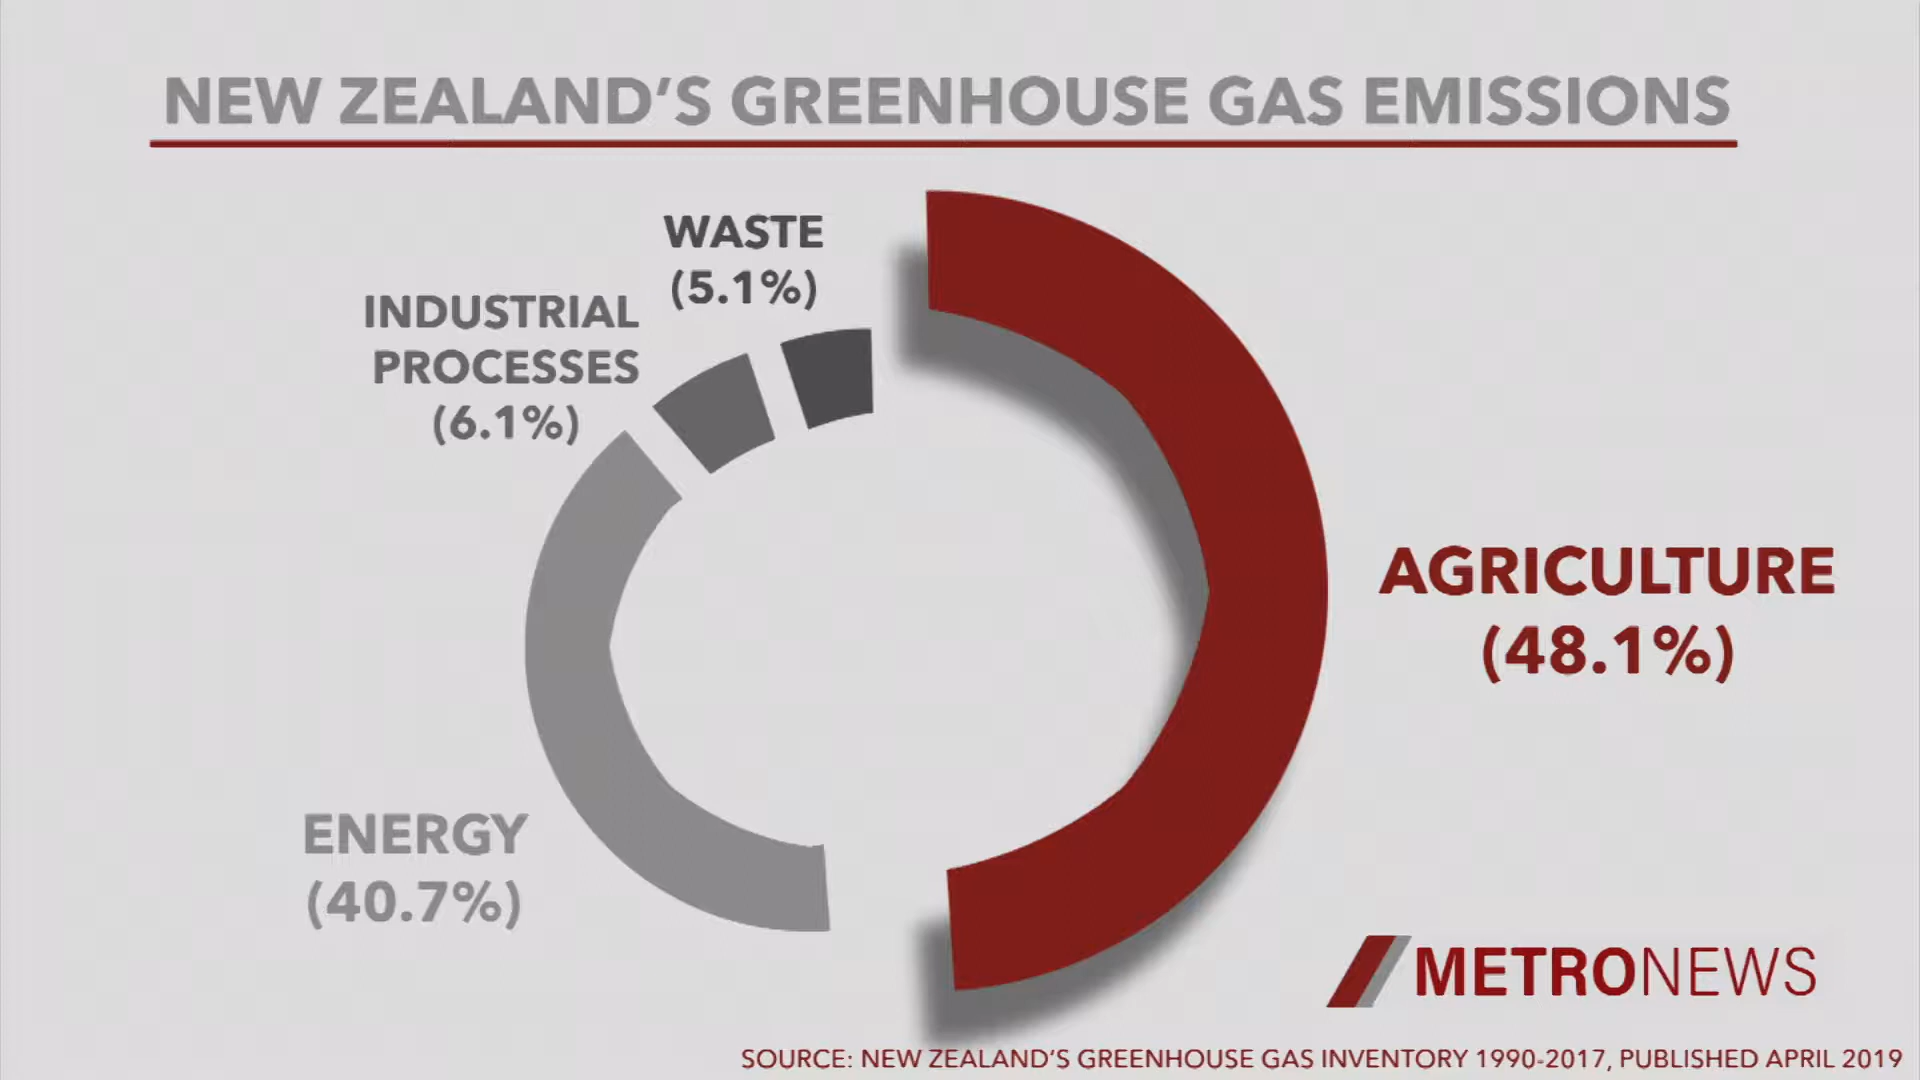 NEW ZEALAND'S GREENHOUSE GAS EMISSIONS
WASTE
(5.1%)
INDUSTRIAL
PROCESSES
(6.1%)
AGRICULTURE
(48.1%)
ENERGY
(40.7%)
METRONEWS
SOURCE: NEW ZEALAND'S GREENHOUSE GAS INVENTORY 1990-2017, PUBLISHED APRIL 2019